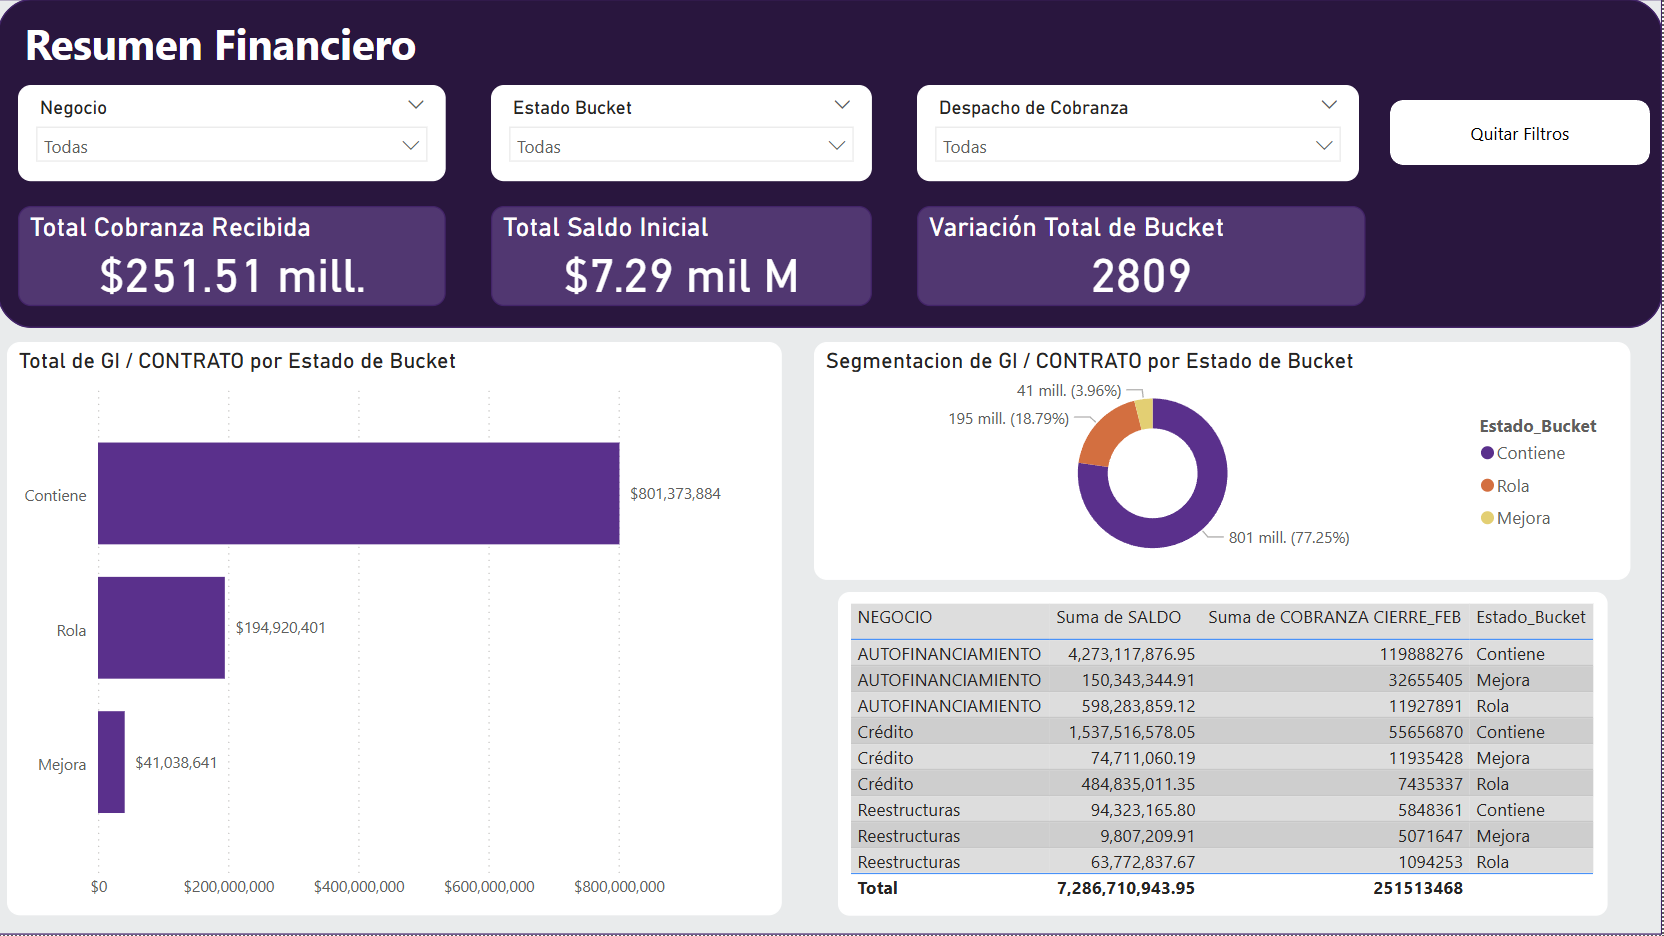 Resumen Financiero
Negocio
Todas
Estado Bucket
Todas
Despacho de Cobranza
Todas
Quitar Filtros
Total Cobranza Recibida
$251.51 mill.
Total Saldo Inicial
$7.29 mil M
Variación Total de Bucket
2809
Total de GI / CONTRATO por Estado de Bucket
Contiene
$801,373,884
Rola
$194,920,401
Mejora
$41,038,641
$0 $200,000,000 $400,000,000 $600,000,000 $800,000,000
Segmentacion de GI / CONTRATO por Estado de Bucket
41 mill. (3.96%)
195 mill. (18.79%)
801 mill. (77.25%)
Estado_Bucket
Contiene
Rola
Mejora
NEGOCIO Suma de SALDO Suma de COBRANZA CIERRE_FEB Estado_Bucket
AUTOFINANCIAMIENTO 4,273,117,876.95 119888276 Contiene
AUTOFINANCIAMIENTO 150,343,344.91 32655405 Mejora
AUTOFINANCIAMIENTO 598,283,859.12 11927891 Rola
Crédito 1,537,516,578.05 55656870 Contiene
Crédito 74,711,060.19 11935428 Mejora
Crédito 484,835,011.35 7435337 Rola
Reestructuras 94,323,165.80 5848361 Contiene
Reestructuras 9,807,209.91 5071647 Mejora
Reestructuras 63,772,837.67 1094253 Rola
Total 7,286,710,943.95 251513468